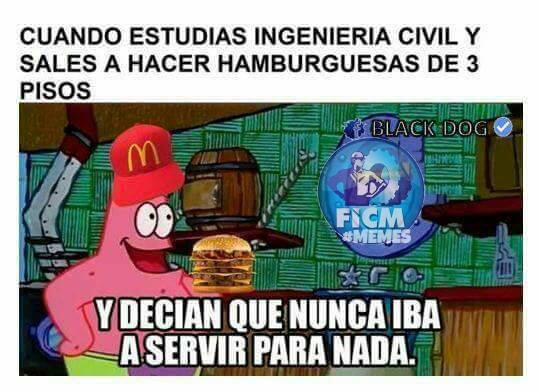 CUANDO ESTUDIAS INGENIERIA CIVIL Y
SALES A HACER HAMBURGUESAS DE 3
PISOS
BLACK DOG
FICM
#MEMES
Y DECIAN QUE NUNCA IBA
A SERVIR PARA NADA.